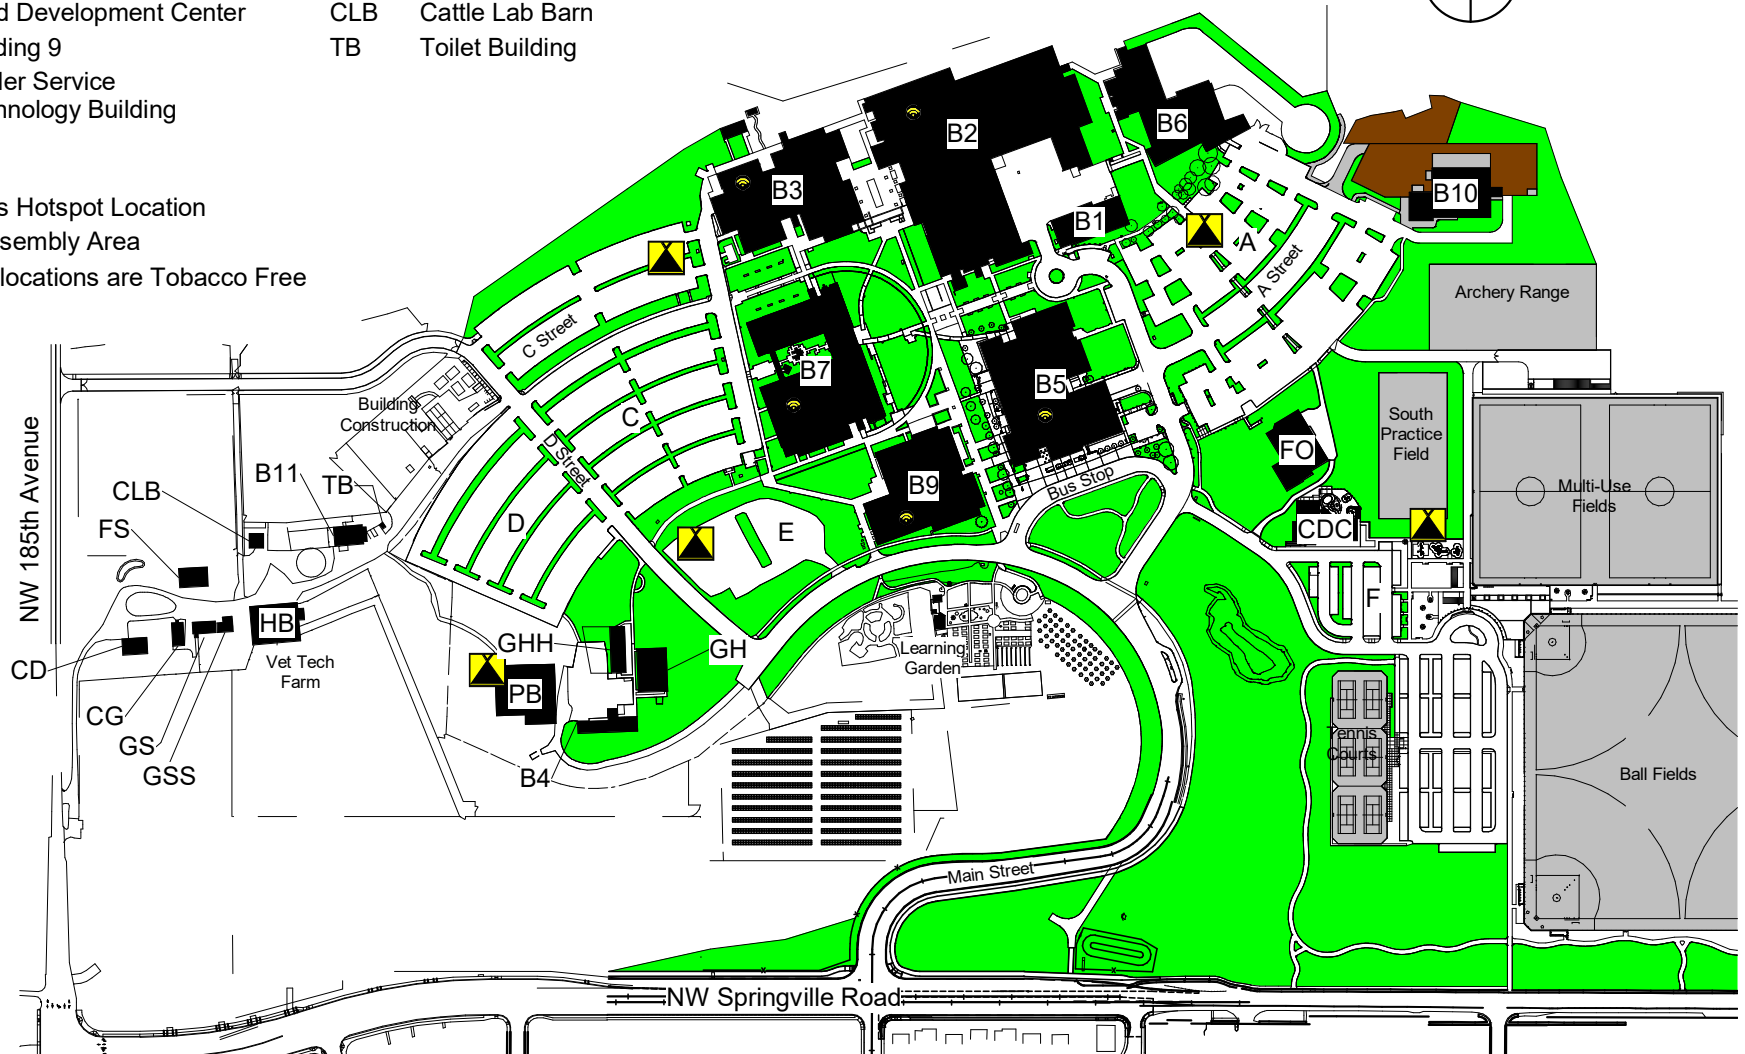 d Development Center
CLB Cattle Lab Barn
ding 9
TB Toilet Building
ler Service
hnology Building
s Hotspot Location
sembly Area
locations are Tobacco Free
B2
B6
B3
B10
B1
A
A Street
Archery Range
C Street
B7
B5
Building
Construction
C
South
Practice
Field
NW 185th Avenue
D Street
FO
B11
TB
CLB
B9
Bus Stop
Multi-Use
Fields
FS
D
E
CDC
HB
F
GHH
GH
Learning
Garden
Vet Tech
Farm
CD
PB
CG
GS
GSS
B4
Tennis
Courts
Ball Fields
Main Street
NW Springville Road